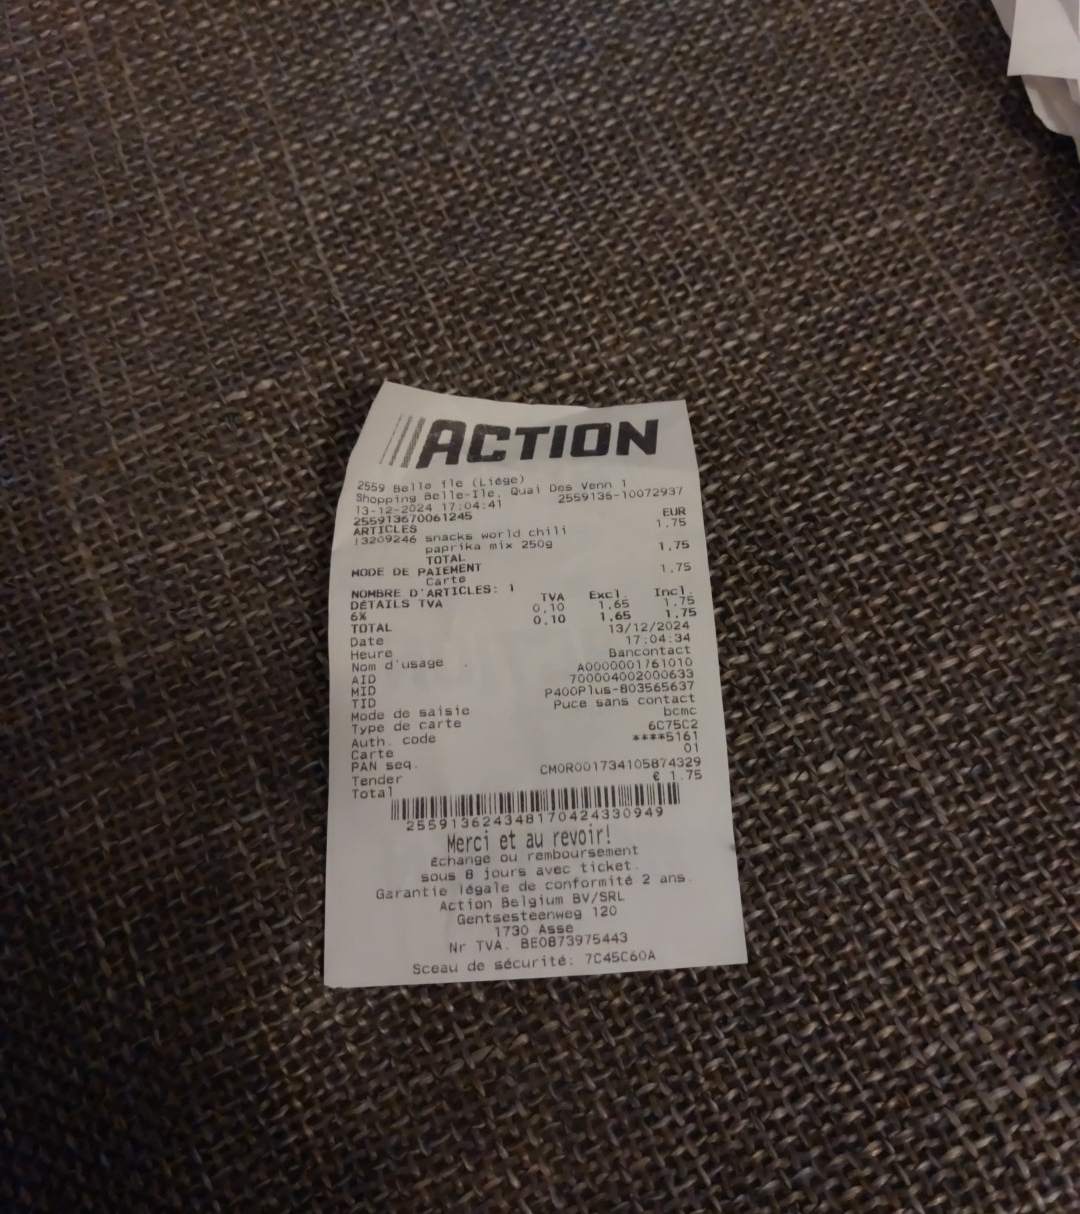 ACTION
2559 Belle île (Liège)
Shopping Belle-Ile, Quai Des Venn 1
13-12-2024 17:04:41 2559136-10072937
255913670061245
ARTICLES EUR
13209246 snacks world chili 1.75
paprika mix 250g
TOTAL 1.75
MODE DE PAIEMENT
Carte 1.75
NOMBRE D'ARTICLES: 1
DÉTAILS TVA TVA Excl. Incl.
6% 0.10 1.65 1.75
TOTAL 0.10 1.65 1.75
Date 13/12/2024
Heure 17:04:34
Nom d'usage Bancontact
AID A0000001761010
MID 700004002000633
TID P400Plus-803565637
Mode de saisie Puce sans contact
Type de carte bcmc
Auth. code 6C75C2
Carte ****5161
PAN seq. 01
Tender CMOR001734105874329
Total € 1.75
255913624348170424330949
Merci et au revoir!
Échange ou remboursement
sous 8 jours avec ticket.
Garantie légale de conformité 2 ans.
Action Belgium BV/SRL
Gentsesteenweg 120
1730 Asse
Nr TVA. BE0873975443
Sceau de sécurité: 7C45C60A